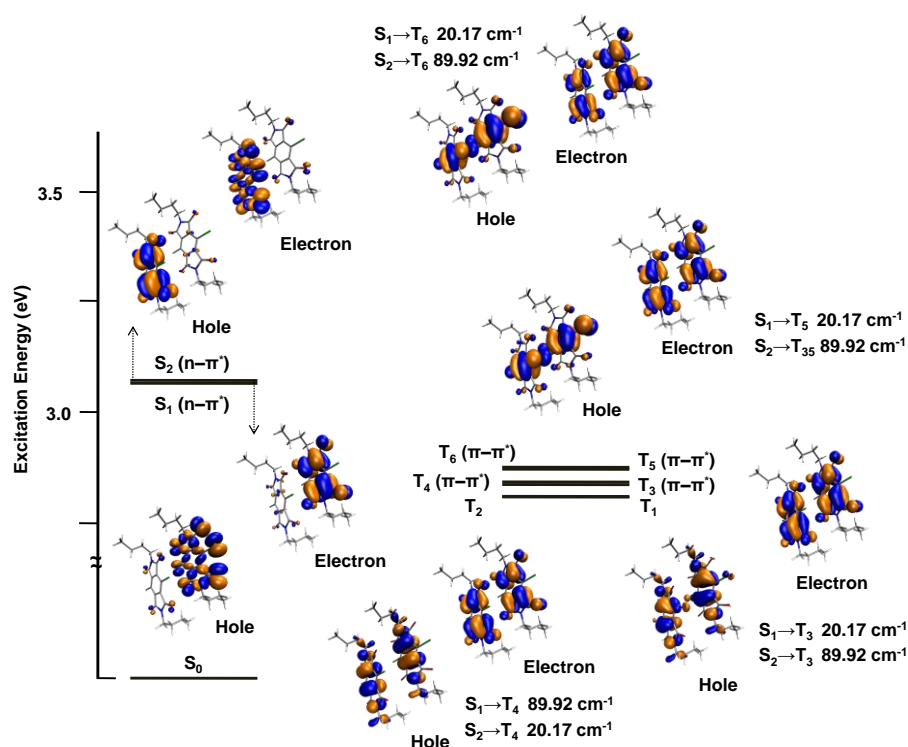 S₁→T₆ 20.17 cm⁻¹
S₂→T₆ 89.92 cm⁻¹
Electron
Hole
3.5
Electron
Hole
S₁→T₅ 20.17 cm⁻¹
S₂→T₃₅ 89.92 cm⁻¹
Electron
Hole
Excitation Energy (eV)
S₂ (n–π*)
S₁ (n–π*)
3.0
T₆ (π–π*)
T₅ (π–π*)
T₄ (π–π*)
T₃ (π–π*)
T₂
T₁
Electron
Hole
≈
S₀
Electron
Hole
S₁→T₄ 89.92 cm⁻¹
S₂→T₄ 20.17 cm⁻¹
Electron
Hole
S₁→T₃ 20.17 cm⁻¹
S₂→T₃ 89.92 cm⁻¹